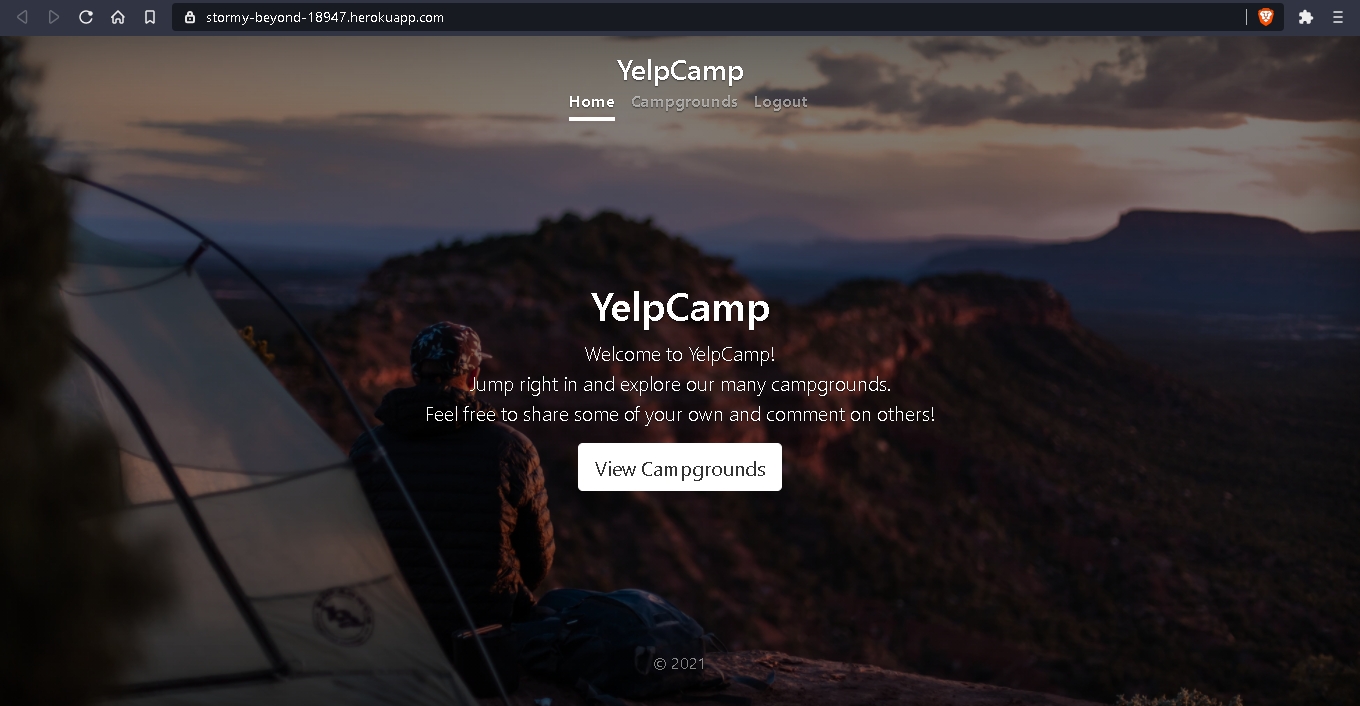 stormy-beyond-18947.herokuapp.com
YelpCamp
Home Campgrounds Logout
YelpCamp
Welcome to YelpCamp!
Jump right in and explore our many campgrounds.
Feel free to share some of your own and comment on others!
View Campgrounds
© 2021